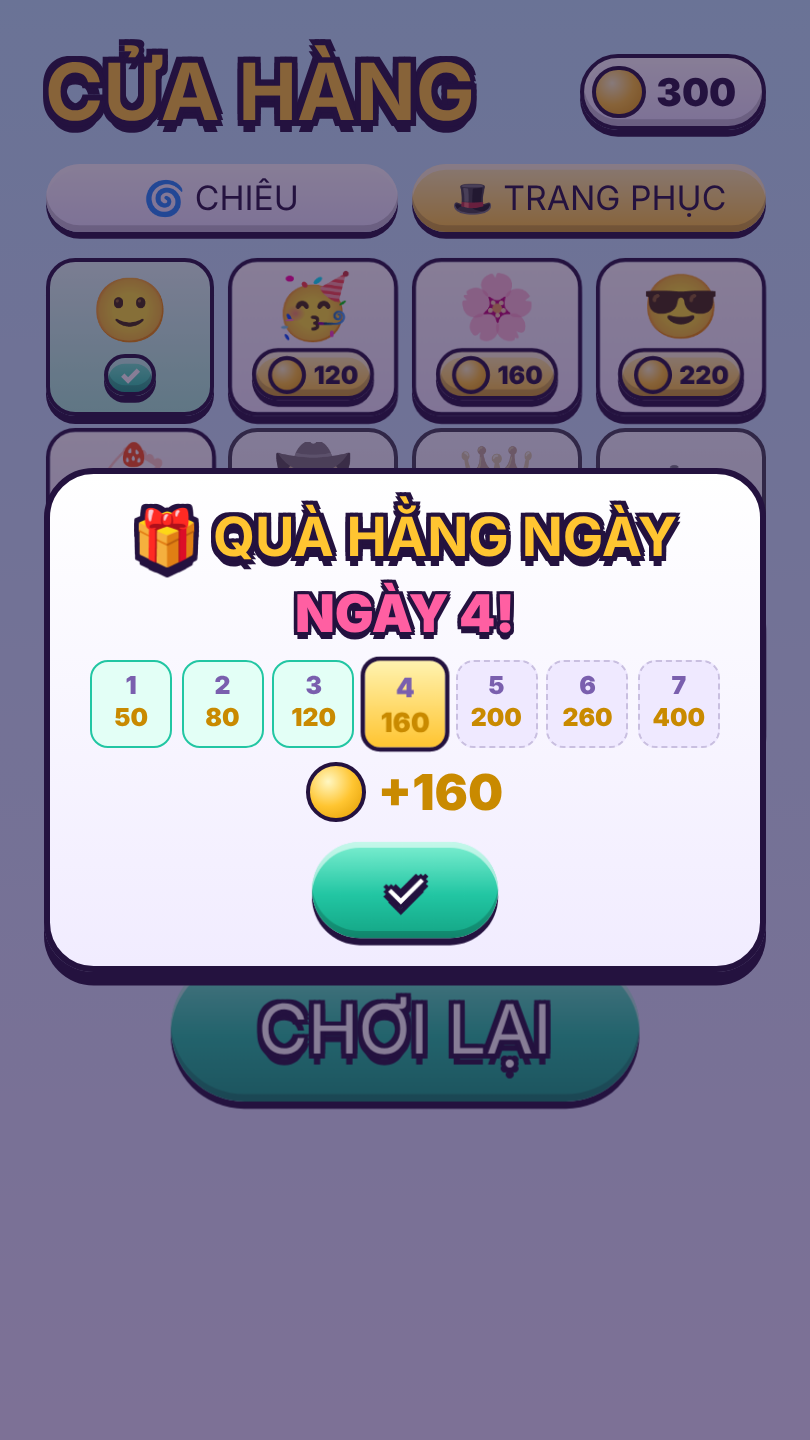 CỬA HÀNG
300
CHIÊU
TRANG PHỤC
120
160
220
QUÀ HẰNG NGÀY
NGÀY 4!
1 2 3 4 5 6 7
50 80 120 160 200 260 400
+160
CHƠI LẠI